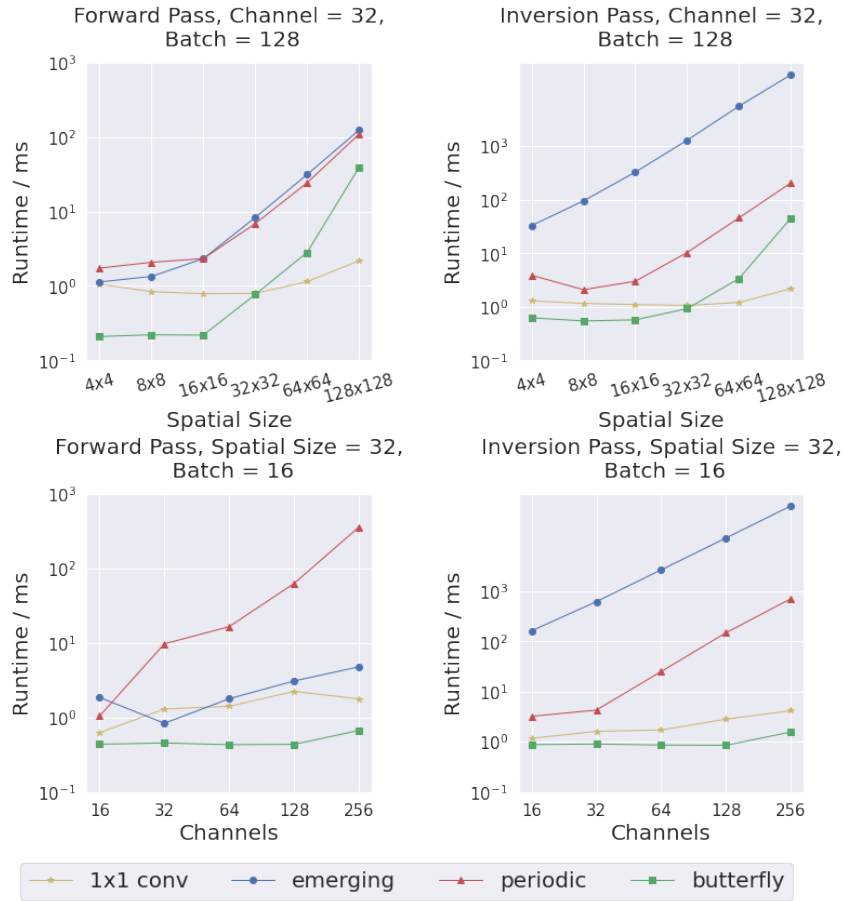 Forward Pass, Channel = 32,
Batch = 128
Runtime / ms
10^3
10^2
10^1
10^0
10^-1
4x4
8x8
16x16
32x32
64x64
128x128
Spatial Size
Inversion Pass, Channel = 32,
Batch = 128
Runtime / ms
10^3
10^2
10^1
10^0
10^-1
4x4
8x8
16x16
32x32
64x64
128x128
Spatial Size
Forward Pass, Spatial Size = 32,
Batch = 16
Runtime / ms
10^3
10^2
10^1
10^0
10^-1
16
32
64
128
256
Channels
Inversion Pass, Spatial Size = 32,
Batch = 16
Runtime / ms
10^3
10^2
10^1
10^0
10^-1
16
32
64
128
256
Channels
1x1 conv
emerging
periodic
butterfly